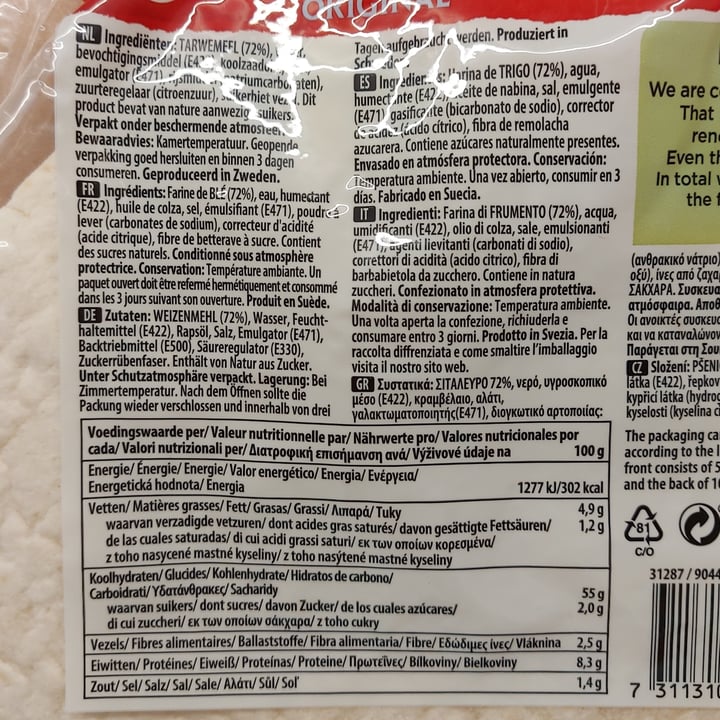 ORIGINAL
NL Ingrediënten: TARWEMEEL (72%),
bevochtigingsmiddel koolzaad
emulgator (E471),
zuurteregelaar (citroenzuur), Dit
product bevat van nature aanwezige suikers.
Verpakt onder beschermende atmosfeer.
Bewaaradvies: Kamertemperatuur. Geopende
verpakking goed hersluiten en binnen 3 dagen
consumeren. Geproduceerd in Zweden.
FR Ingrédients: Farine de BLÉ (72%), eau, humectant
(E422), huile de colza, sel, émulsifiant (E471), poudre
lever (carbonates de sodium), correcteur d'acidité
(acide citrique), fibre de betterave à sucre. Contient
des sucres naturels. Conditionné sous atmosphère
protectrice. Conservation: Température ambiante. Un
paquet ouvert doit être refermé hermétiquement et consommé
dans les 3 jours suivant son ouverture. Produit en Suède.
DE Zutaten: WEIZENMEHL (72%), Wasser, Feucht-
haltemittel (E422), Rapsöl, Salz, Emulgator (E471),
Backtriebmittel (E500), Säureregulator (E330),
Zuckerrübenfaser. Enthält von Natur aus Zucker.
Unter Schutzatmosphäre verpackt. Lagerung: Bei
Zimmertemperatur. Nach dem Öffnen sollte die
Packung wieder verschlossen und innerhalb von drei
Tagen aufgebraucht werden. Produziert in
Schweden.
ES Ingredientes: Harina de TRIGO (72%), agua,
humectante (E422), aceite de nabina, sal, emulgente
(E471), gasificante (bicarbonato de sodio), corrector
de acidez (ácido cítrico), fibra de remolacha
azucarera. Contiene azúcares naturalmente presentes.
Envasado en atmósfera protectora. Conservación:
Temperatura ambiente. Una vez abierto, consumir en 3
días. Fabricado en Suecia.
IT Ingredienti: Farina di FRUMENTO (72%), acqua,
umidificanti (E422), olio di colza, sale, emulsionanti
(E471), agenti lievitanti (carbonati di sodio),
correttori di acidità (acido citrico), fibra di
barbabietola da zucchero. Contiene in natura
zuccheri. Confezionato in atmosfera protettiva.
Modalità di conservazione: Temperatura ambiente.
Una volta aperta la confezione, richiuderla e
consumare entro 3 giorni. Prodotto in Svezia. Per la
raccolta diffrenziata e come smaltire l'imballaggio
visita il nostro sito web.
GR Συστατικά: ΣΙΤΑΛΕΥΡΟ 72%, νερό, υγροσκοπικό
μέσο (E422), κραμβέλαιο, αλάτι,
γαλακτωματοποιητής(E471), διογκωτικό αρτοποιίας:
We are
That
Even th
In total
the f
(ανθρακικό νάτριο)
οξύ), ίνες από ζαχα
ΣΑΚΧΑΡΑ. Συσκευα
ατμόσφαιρα. Αποθ
Οι ανοικτές συσκευα
και να καταναλώνον
Παράγεται στη Σου
CZ Složení: PŠENI
látka (E422), řepkov
kypřicí látka (hydrog
kyselosti (kyselina ci
The packaging ca
according to the l
front consists of 5
and the back of 10
81
C/O
31287 / 9044
7 311310
Voedingswaarde per/ Valeur nutritionnelle par/ Nährwerte pro/ Valores nutricionales por
cada/ Valori nutrizionali per/ Διατροφική επισήμανση ανά/ Výživové údaje na 100 g
Energie/ Énergie/ Energie/ Valor energético/ Energia/ Ενέργεια/
Energetická hodnota/ Energia 1277 kJ/302 kcal
Vetten/ Matières grasses/ Fett/ Grasas/ Grassi/ Λιπαρά/ Tuky 4,9 g
waarvan verzadigde vetzuren/ dont acides gras saturés/ davon gesättigte Fettsäuren/ 1,2 g
de las cuales saturadas/ di cui acidi grassi saturi/ εκ των οποίων κορεσμένα/
z toho nasycené mastné kyseliny/ z toho nasýtené mastné kyseliny
Koolhydraten/ Glucides/ Kohlenhydrate/ Hidratos de carbono/
Carboidrati/ Υδατάνθρακες/ Sacharidy 55 g
waarvan suikers/ dont sucres/ davon Zucker/ de los cuales azúcares/ 2,0 g
di cui zuccheri/ εκ των οποίων σάκχαρα/ z toho cukry
Vezels/ Fibres alimentaires/ Ballaststoffe/ Fibra alimentaria/ Fibre/ Εδώδιμες ίνες/ Vláknina 2,5 g
Eiwitten/ Protéines/ Eiweiß/ Proteínas/ Proteine/ Πρωτεΐνες/ Bílkoviny/ Bielkoviny 8,3 g
Zout/ Sel/ Salz/ Sal/ Sale/ Αλάτι/ Sůl/ Soľ 1,4 g